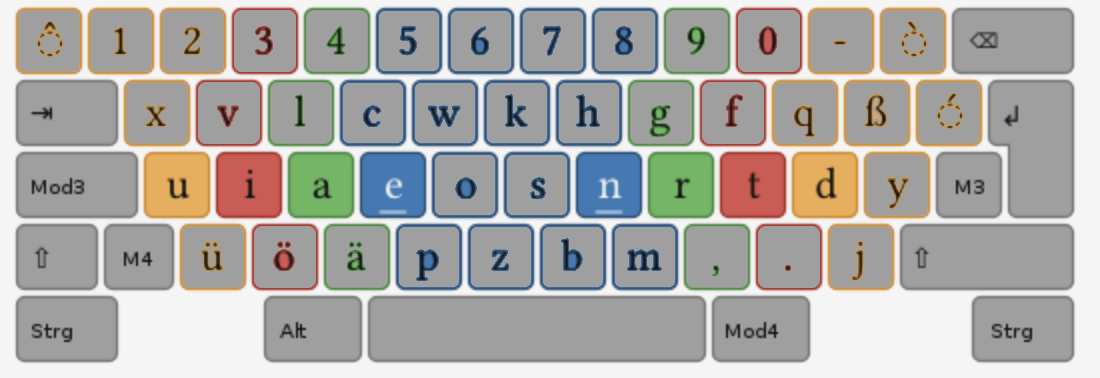 ◌̂ 1 2 3 4 5 6 7 8 9 0 - ◌̀ ⌫
⇥ x v l c w k h g f q ß ◌́ ↲
Mod3 u i a e o s n r t d y M3
⇧ M4 ü ö ä p z b m , . j ⇧
Strg Alt Mod4 Strg